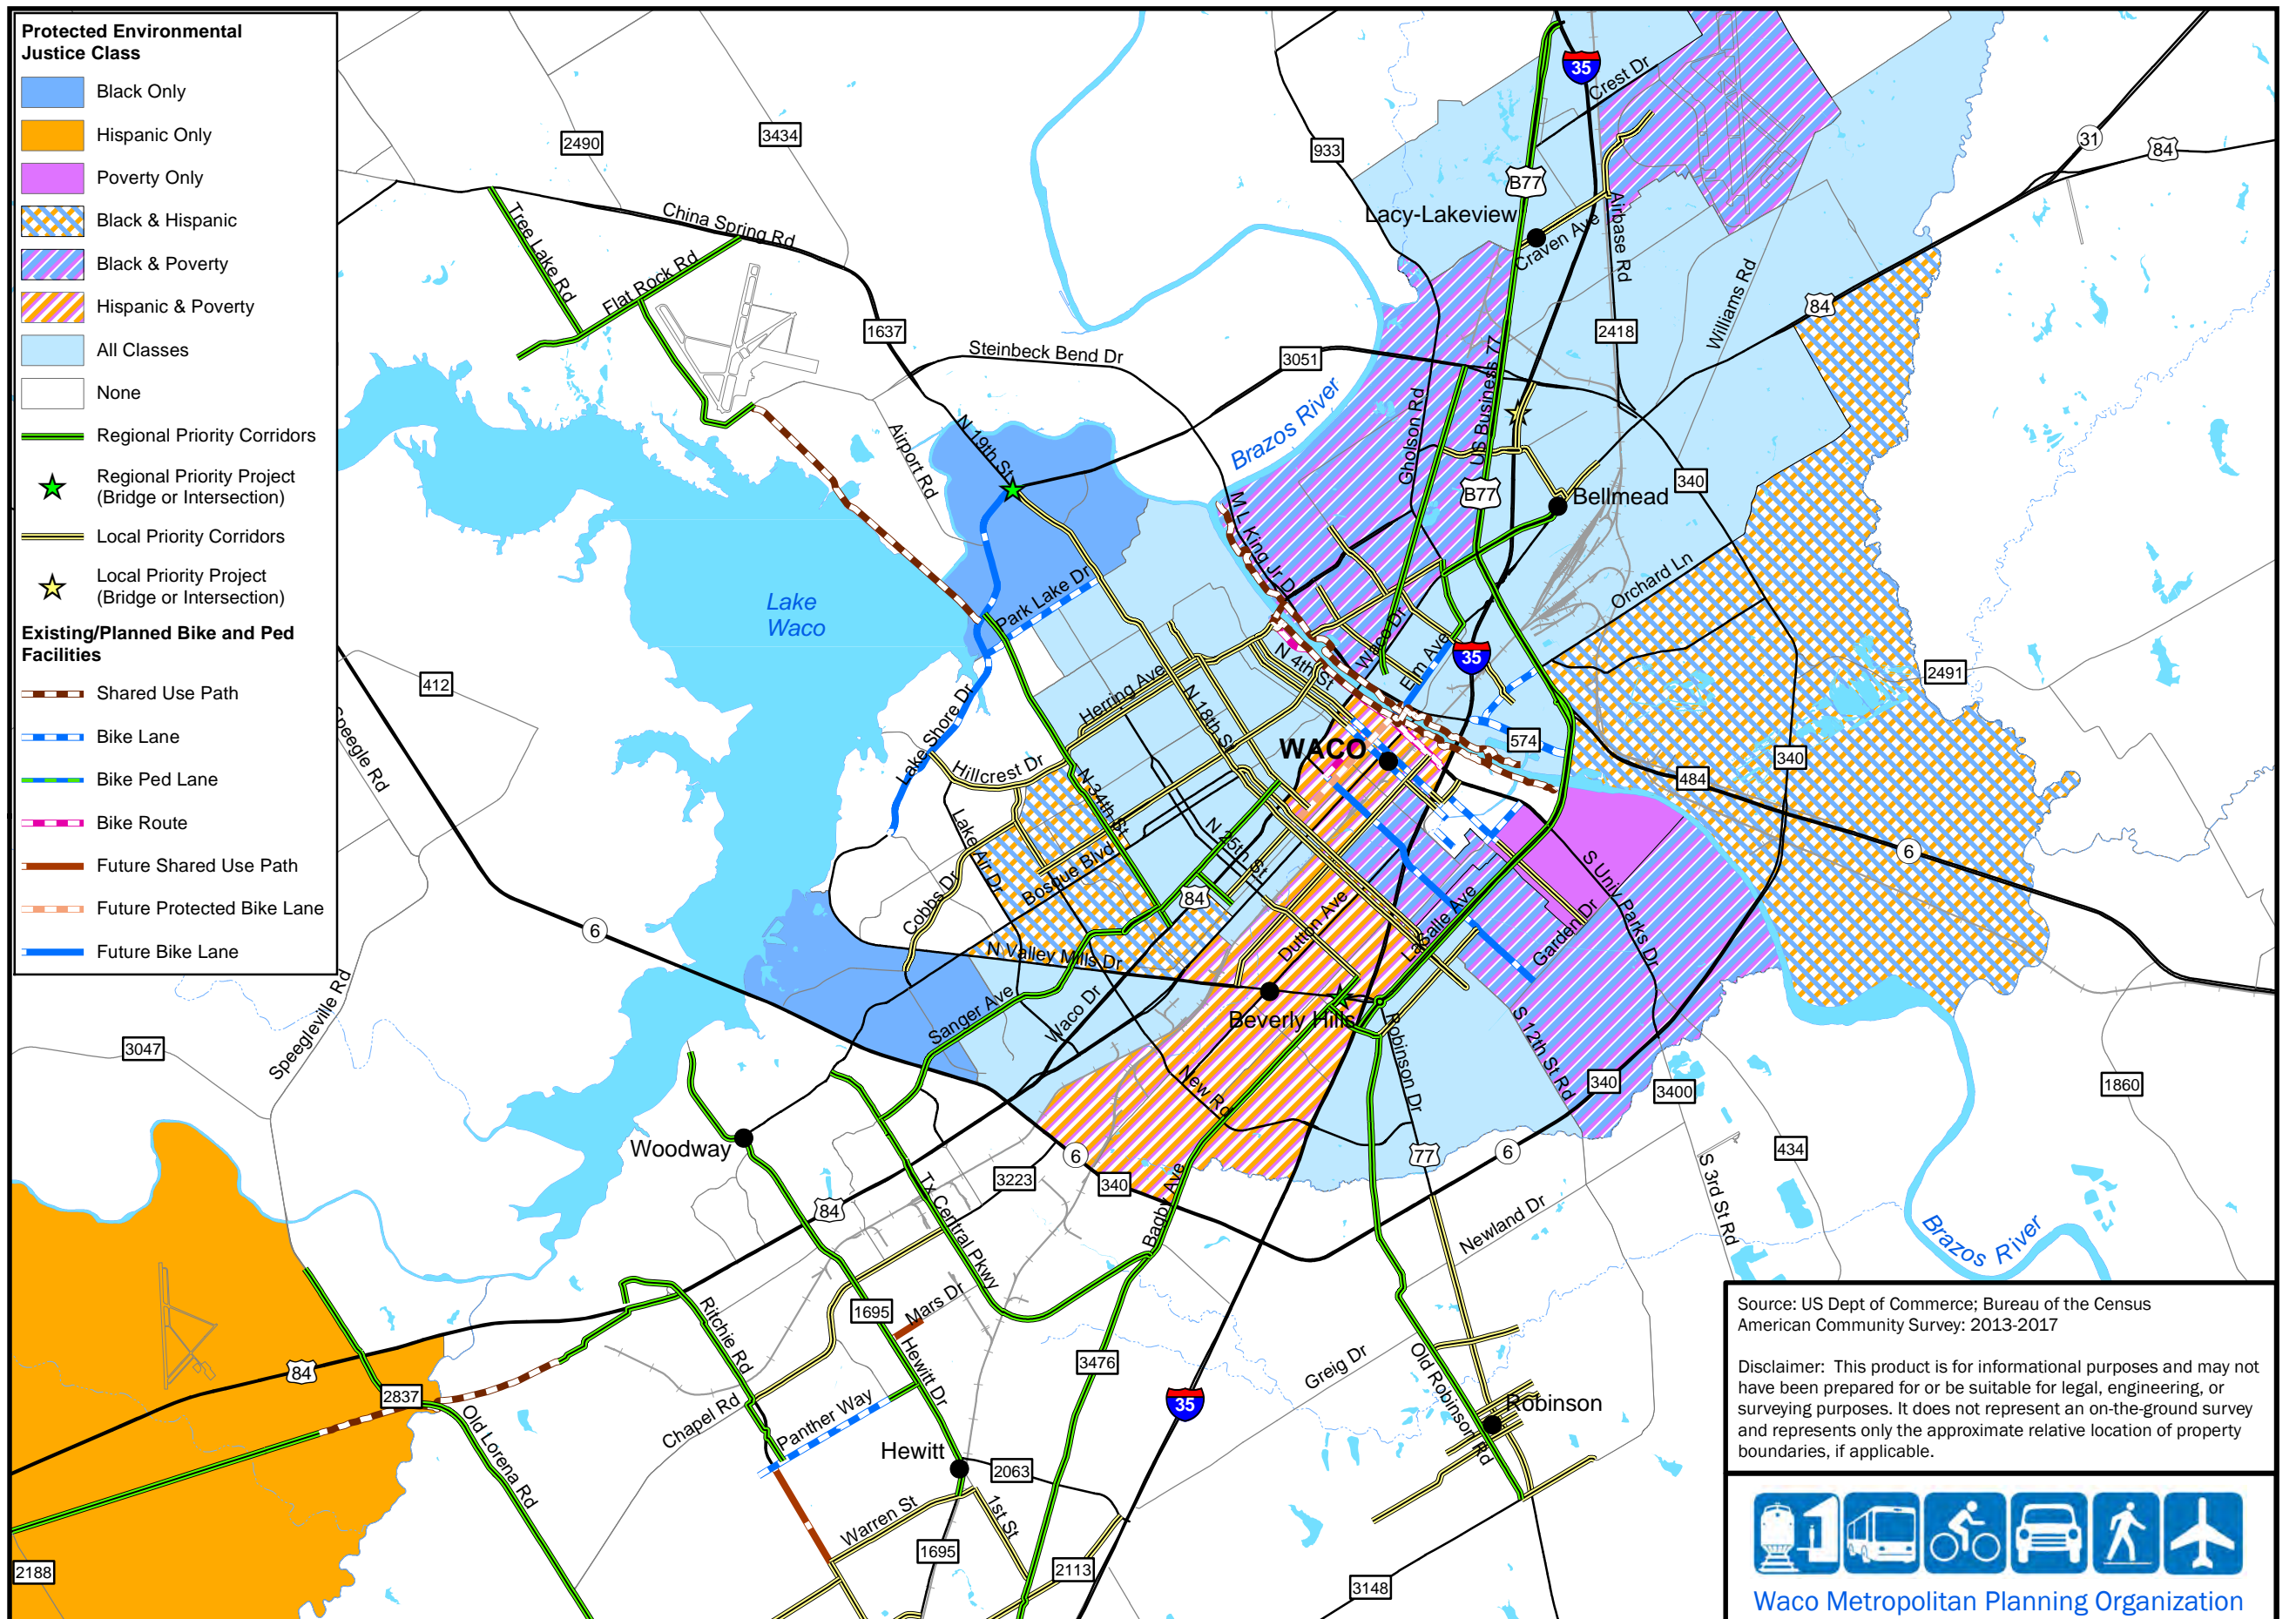 Protected Environmental
Justice Class
Black Only
Hispanic Only
Poverty Only
Black & Hispanic
Black & Poverty
Hispanic & Poverty
All Classes
None
Regional Priority Corridors
Regional Priority Project
(Bridge or Intersection)
Local Priority Corridors
Local Priority Project
(Bridge or Intersection)
Existing/Planned Bike and Ped
Facilities
Shared Use Path
Bike Lane
Bike Ped Lane
Bike Route
Future Shared Use Path
Future Protected Bike Lane
Future Bike Lane
35
Crest Dr
31
84
2490
3434
933
B77
Lacy-Lakeview
Craven Ave
Airbase Rd
Tree Lake Rd
China Spring Rd
Flat Rock Rd
Williams Rd
84
1637
2418
Steinbeck Bend Dr
3051
Brazos River
Gholson Rd
US Business 77
N 19th St
Airport Rd
B77
Bellmead
340
M L King Jr D
Orchard Ln
Lake
Waco
Park Lake Dr
Waco Dr
Elm Ave
35
N 4th St
2491
412
Speegle Rd
Herring Ave
N 18th St
Lake Shore Dr
WACO
574
340
484
Hillcrest Dr
N 34th St
Lake Air Dr
N 25th St
Bosque Blvd
Cobbs Dr
84
6
6
S Univ Parks Dr
Garden Dr
LaSalle Ave
Dutton Ave
N Valley Mills Dr
Sanger Ave
Waco Dr
Beverly Hills
Robinson Dr
S 12th St Rd
Speegleville Rd
3047
340
3400
1860
New Rd
Woodway
6
77
6
434
3223
340
S 3rd St Rd
84
Tx Central Pkwy
Bagby Ave
Newland Dr
Brazos River
1695
Mars Dr
Ritchie Rd
Hewitt Dr
84
2837
3476
Greig Dr
Old Robinson Rd
35
Robinson
Old Lorena Rd
Chapel Rd
Panther Way
Hewitt
2063
Warren St
1st St
1695
2113
2188
3148
Source: US Dept of Commerce; Bureau of the Census
American Community Survey: 2013-2017
Disclaimer: This product is for informational purposes and may not
have been prepared for or be suitable for legal, engineering, or
surveying purposes. It does not represent an on-the-ground survey
and represents only the approximate relative location of property
boundaries, if applicable.
Waco Metropolitan Planning Organization